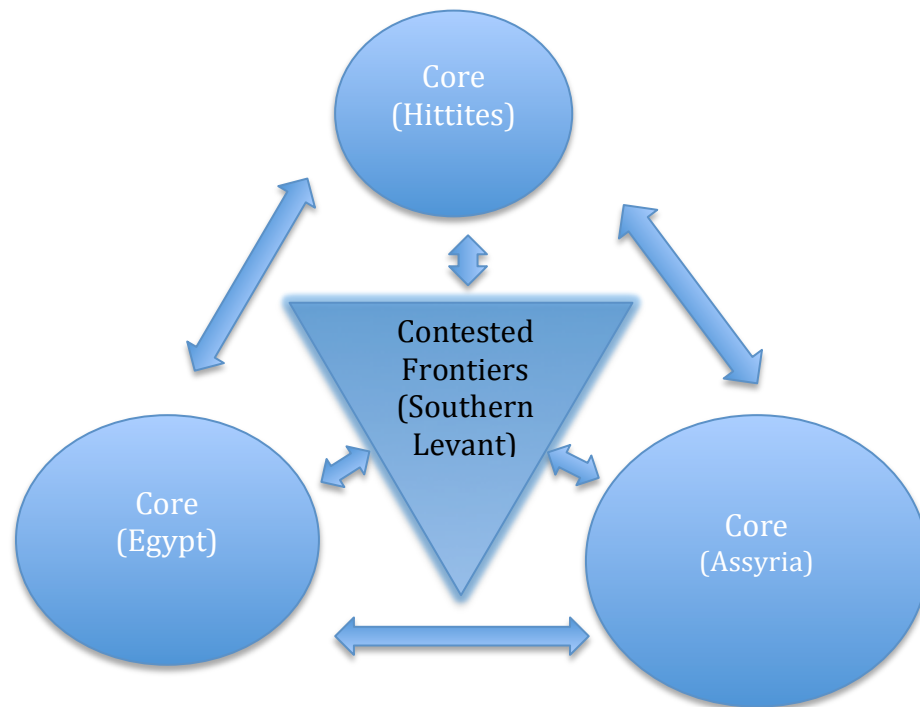 Core
(Hittites)
Contested
Frontiers
(Southern
Levant)
Core
(Egypt)
Core
(Assyria)